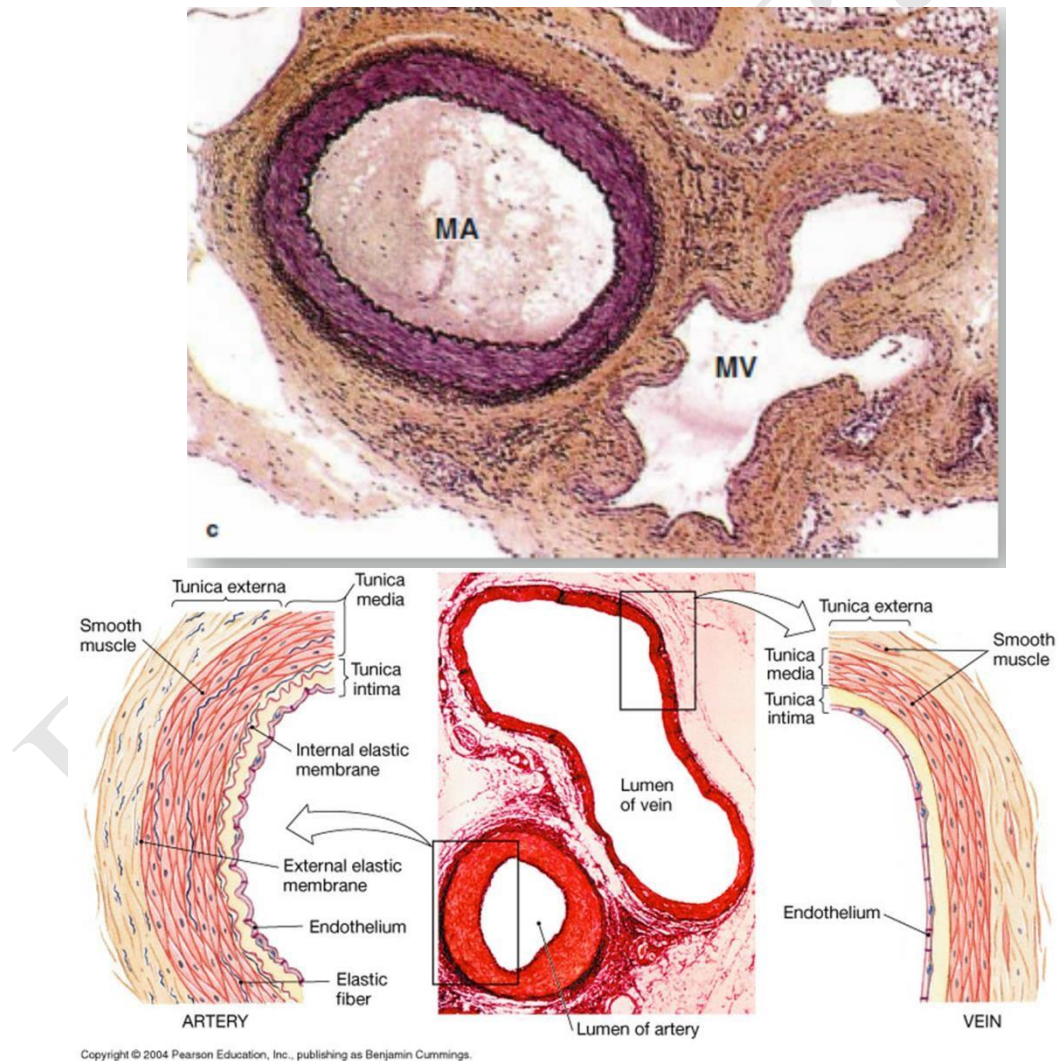 MA
MV
c
Tunica externa
Tunica
media
Smooth
muscle
Tunica
intima
Internal elastic
membrane
External elastic
membrane
Endothelium
Elastic
fiber
ARTERY
Lumen
of vein
Lumen of artery
Tunica externa
Smooth
muscle
Tunica
media
Tunica
intima
Endothelium
VEIN
Copyright © 2004 Pearson Education, Inc., publishing as Benjamin Cummings.